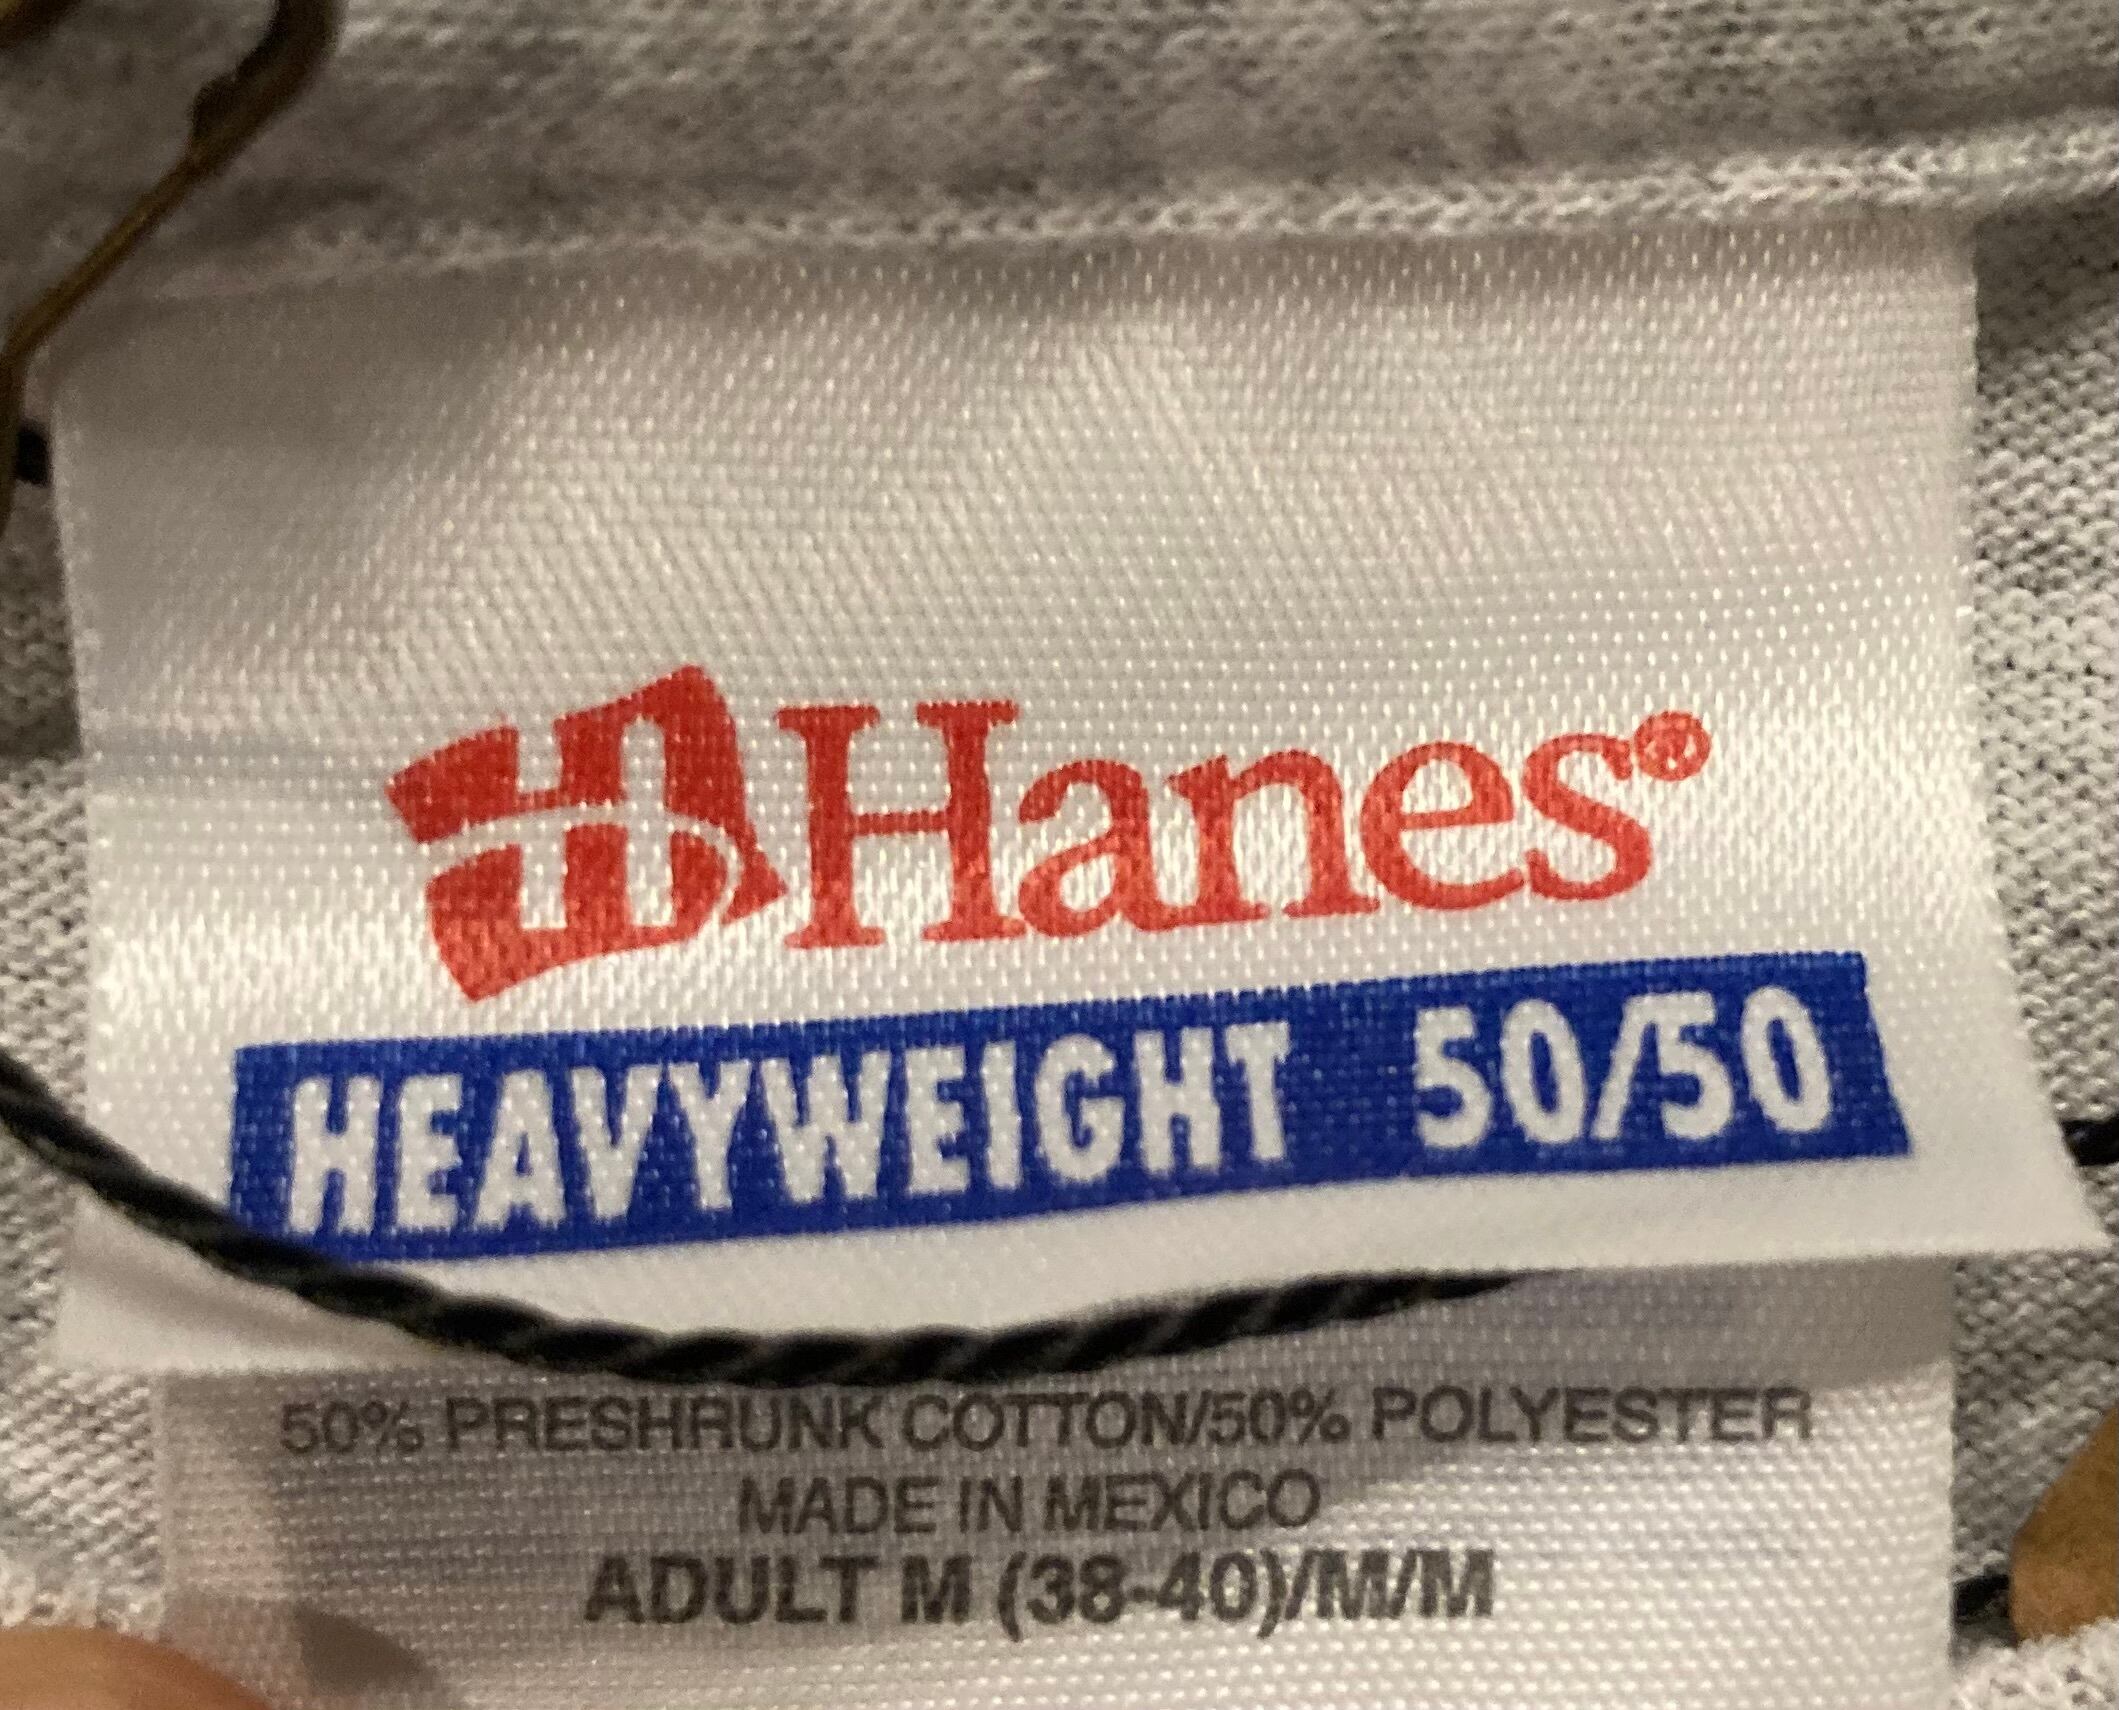 H Hanes®
HEAVYWEIGHT 50/50
50% PRESHRUNK COTTON/50% POLYESTER
MADE IN MEXICO
ADULT M (38-40)/M/M